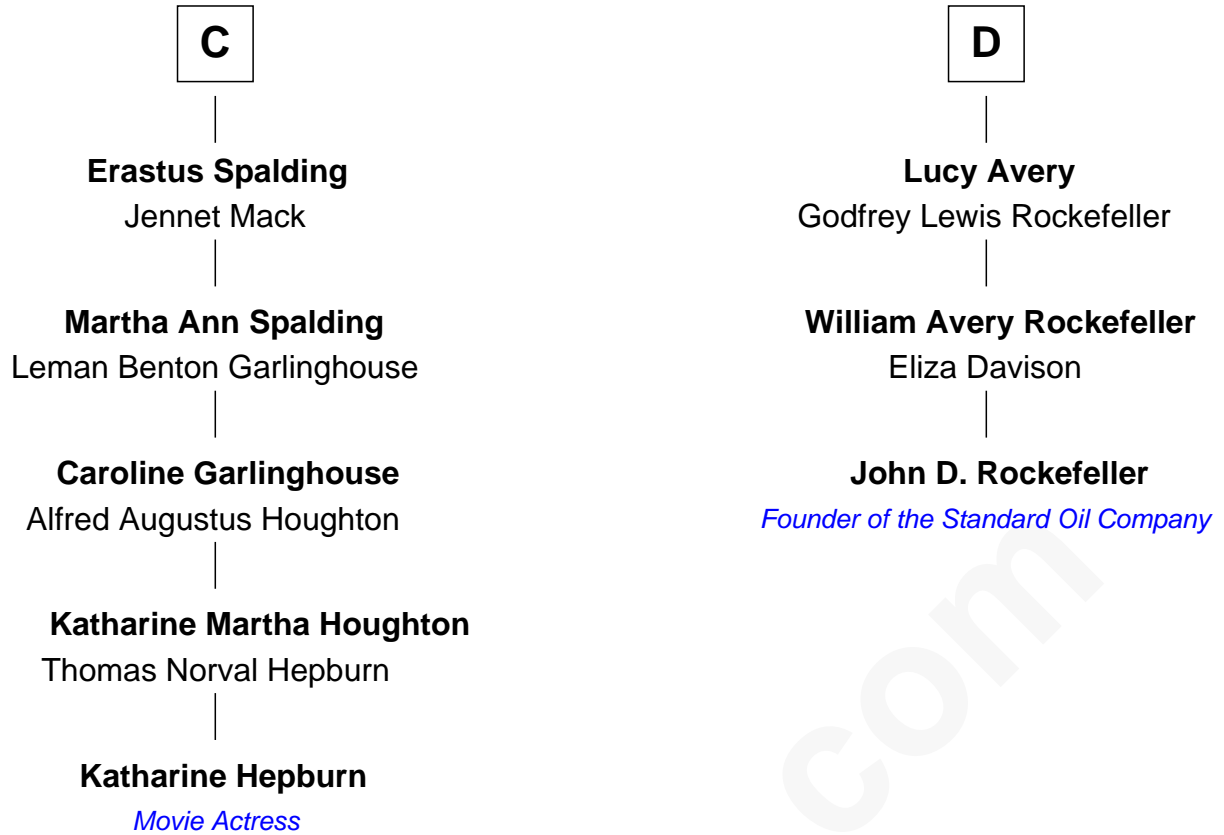 C
Erastus Spalding
Jennet Mack
Martha Ann Spalding
Leman Benton Garlinghouse
Caroline Garlinghouse
Alfred Augustus Houghton
Katharine Martha Houghton
Thomas Norval Hepburn
Katharine Hepburn
Movie Actress
D
Lucy Avery
Godfrey Lewis Rockefeller
William Avery Rockefeller
Eliza Davison
John D. Rockefeller
Founder of the Standard Oil Company
com